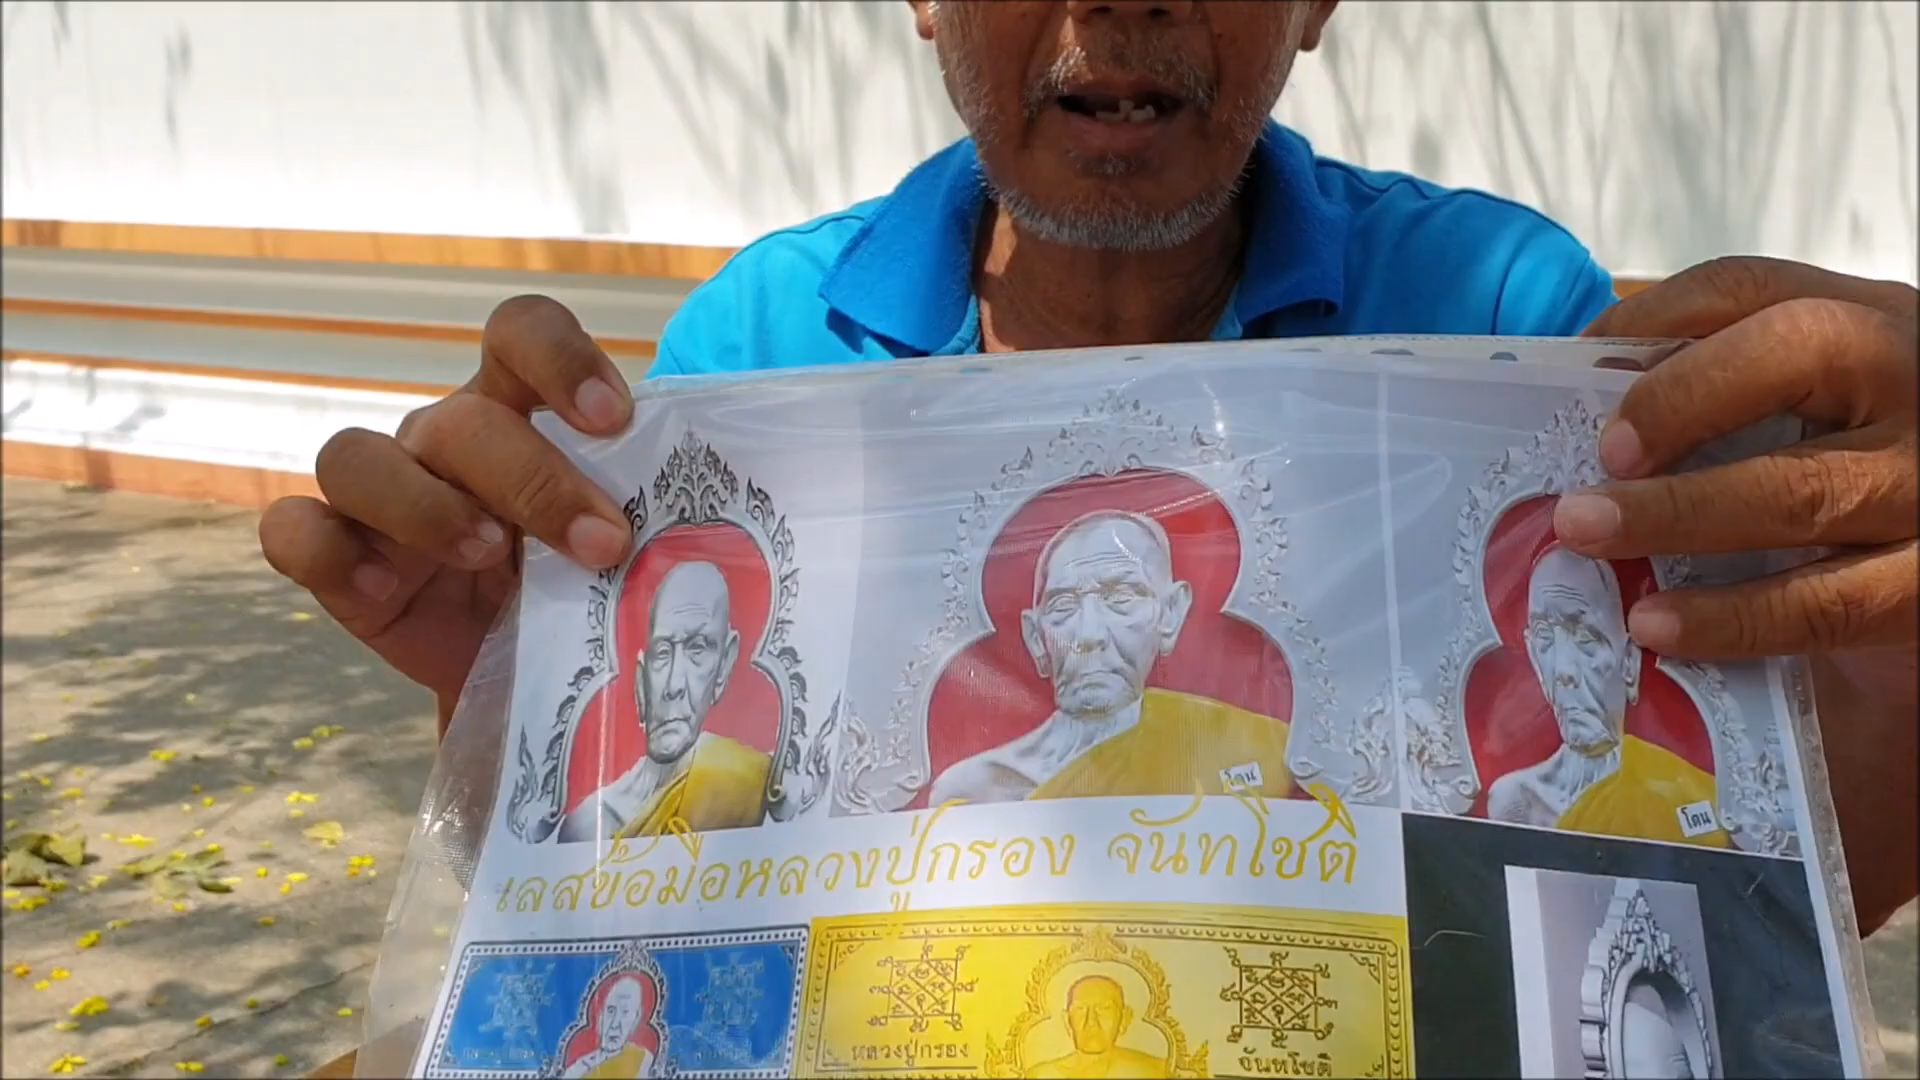 โดน
โดน
เลสข้อมือหลวงปู่กรอง จันทโชติ
หลวงปู่กรอง
จันทโชติ